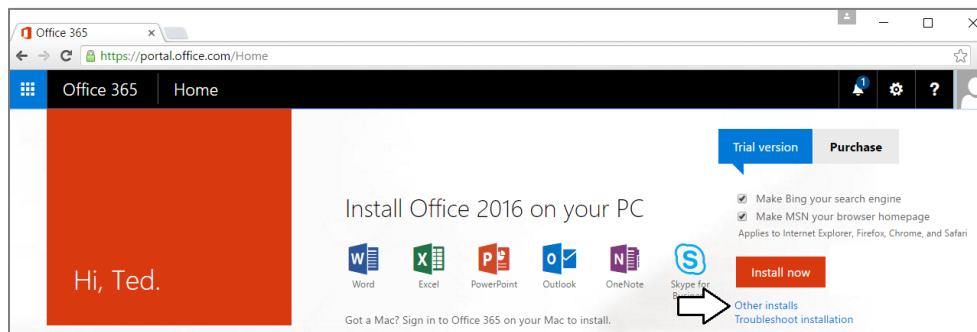 Office 365
https://portal.office.com/Home
Office 365 Home
1
?
Trial version Purchase
Make Bing your search engine
Make MSN your browser homepage
Applies to Internet Explorer, Firefox, Chrome, and Safari
Install Office 2016 on your PC
Hi, Ted.
Word Excel PowerPoint Outlook OneNote Skype for
Business
Install now
Other installs
Troubleshoot installation
Got a Mac? Sign in to Office 365 on your Mac to install.